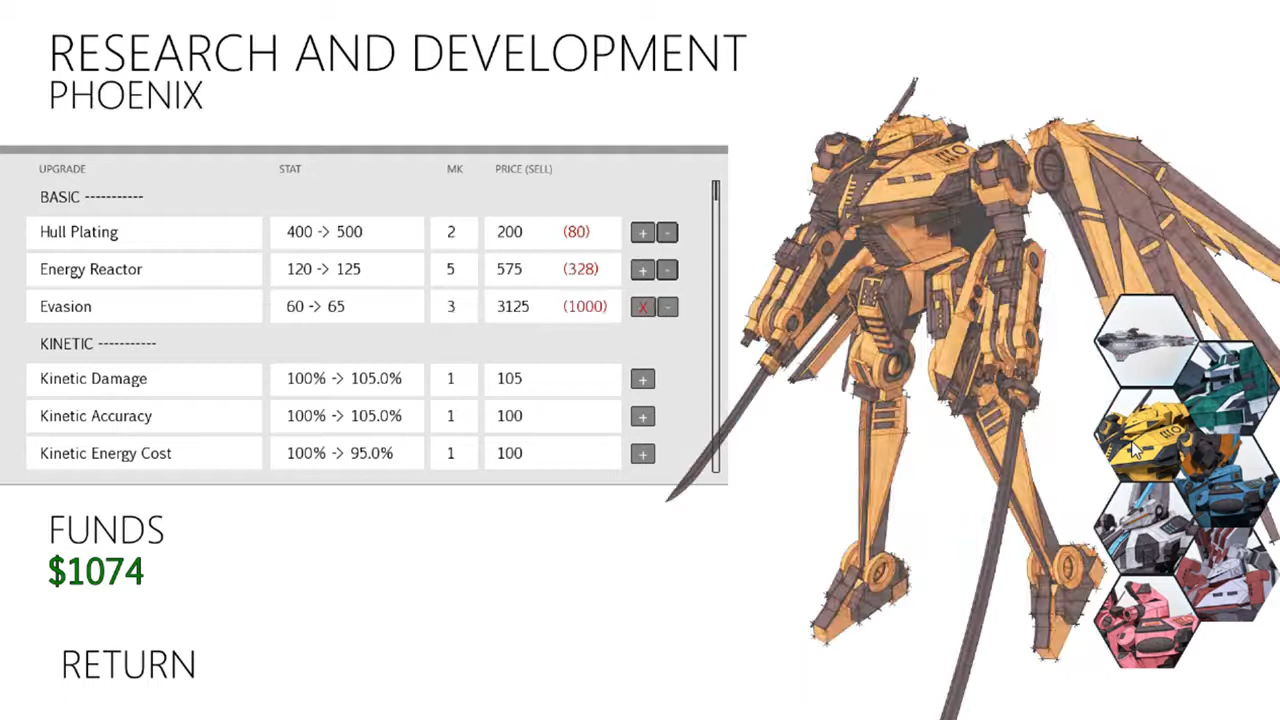 RESEARCH AND DEVELOPMENT
PHOENIX
UPGRADE STAT MK PRICE (SELL)
BASIC -----------
Hull Plating 400 -> 500 2 200 (80) + -
Energy Reactor 120 -> 125 5 575 (328) + -
Evasion 60 -> 65 3 3125 (1000) X -
KINETIC -----------
Kinetic Damage 100% -> 105.0% 1 105 +
Kinetic Accuracy 100% -> 105.0% 1 100 +
Kinetic Energy Cost 100% -> 95.0% 1 100 +
FUNDS
$1074
RETURN